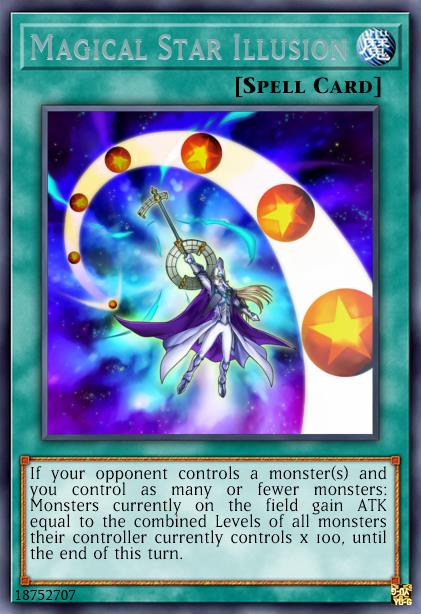 MAGICAL STAR ILLUSION 魔
[SPELL CARD]
If your opponent controls a monster(s) and
you control as many or fewer monsters:
Monsters currently on the field gain ATK
equal to the combined Levels of all monsters
their controller currently controls x 100, until
the end of this turn.
18752707